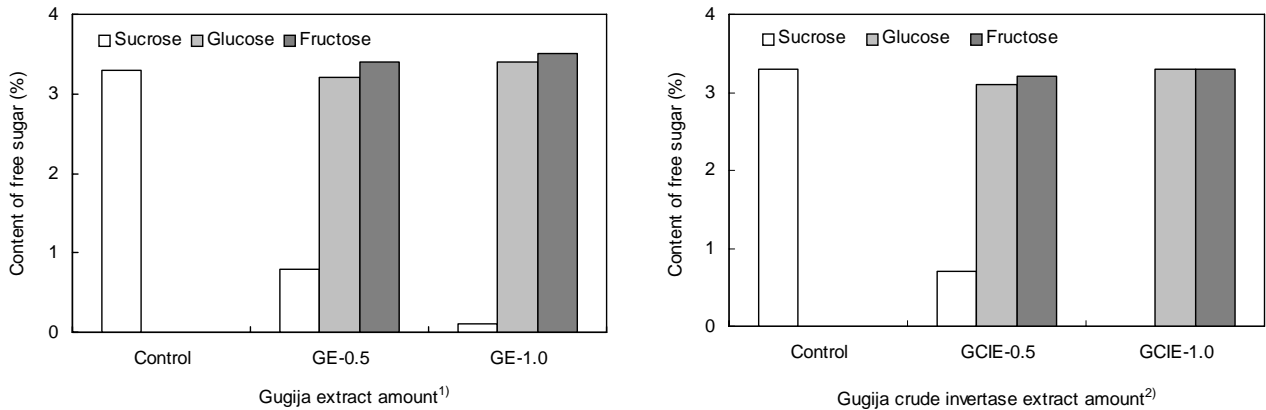 Content of free sugar (%)
4
3
2
1
0
Sucrose Glucose Fructose
Control GE-0.5 GE-1.0
Gugija extract amount1)
Content of free sugar (%)
4
3
2
1
0
Sucrose Glucose Fructose
Control GCIE-0.5 GCIE-1.0
Gugija crude invertase extract amount2)